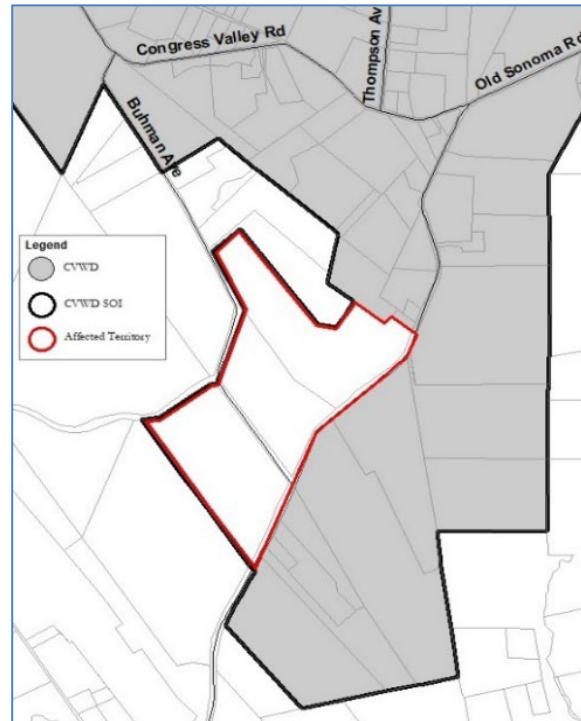 Congress Valley Rd
Thompson Av
Old Sonoma Rd
Buhman Ave
Legend
CVWD
CVWD SOI
Affected Territory